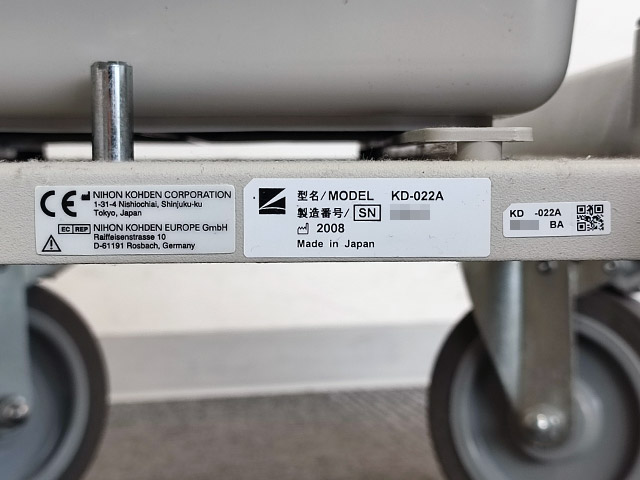 CE NIHON KOHDEN CORPORATION
1-31-4 Nishiochiai, Shinjuku-ku
Tokyo, Japan
EC REP NIHON KOHDEN EUROPE GmbH
Raiffeisenstrasse 10
D-61191 Rosbach, Germany
型名/MODEL KD-022A
製造番号/ SN
2008
Made in Japan
KD -022A
BA